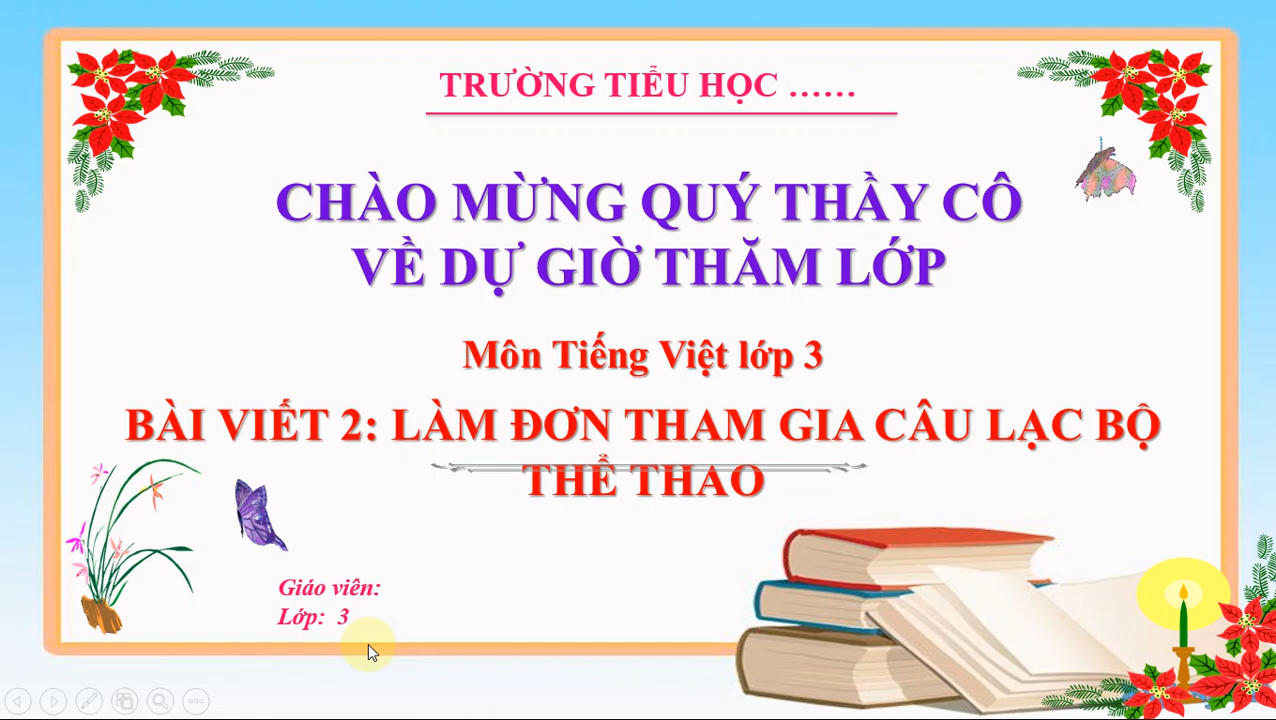 TRƯỜNG TIỂU HỌC ......
CHÀO MỪNG QUÝ THẦY CÔ
VỀ DỰ GIỜ THĂM LỚP
Môn Tiếng Việt lớp 3
BÀI VIẾT 2: LÀM ĐƠN THAM GIA CÂU LẠC BỘ
THỂ THAO
Giáo viên:
Lớp: 3